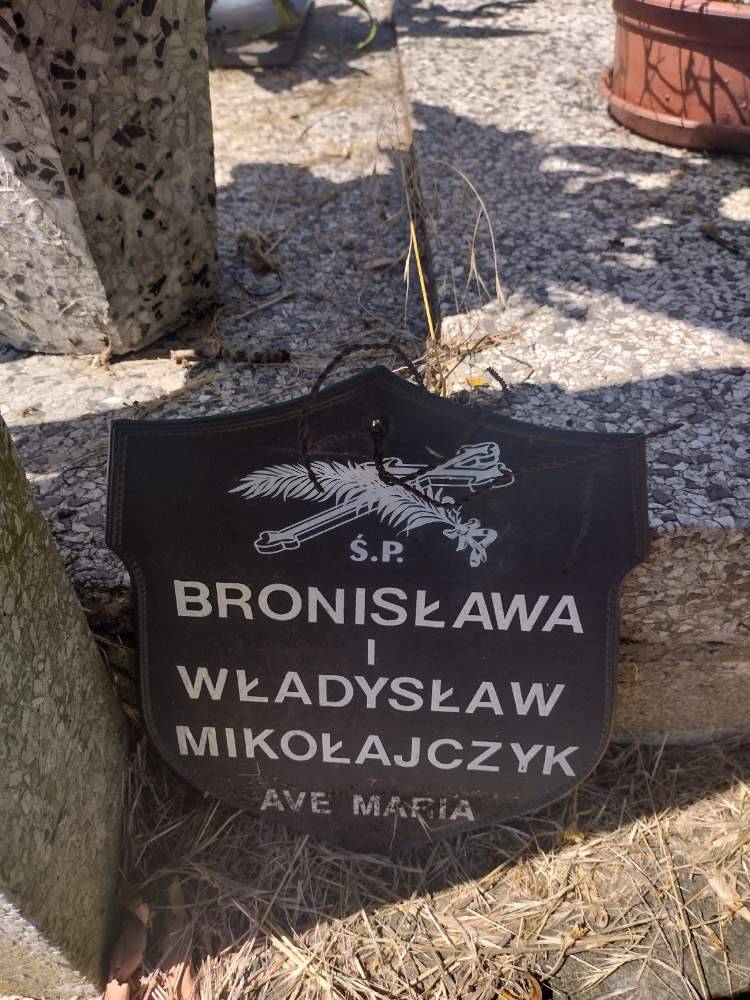 Ś.P.
BRONISŁAWA
I
WŁADYSŁAW
MIKOŁAJCZYK
AVE MARIA